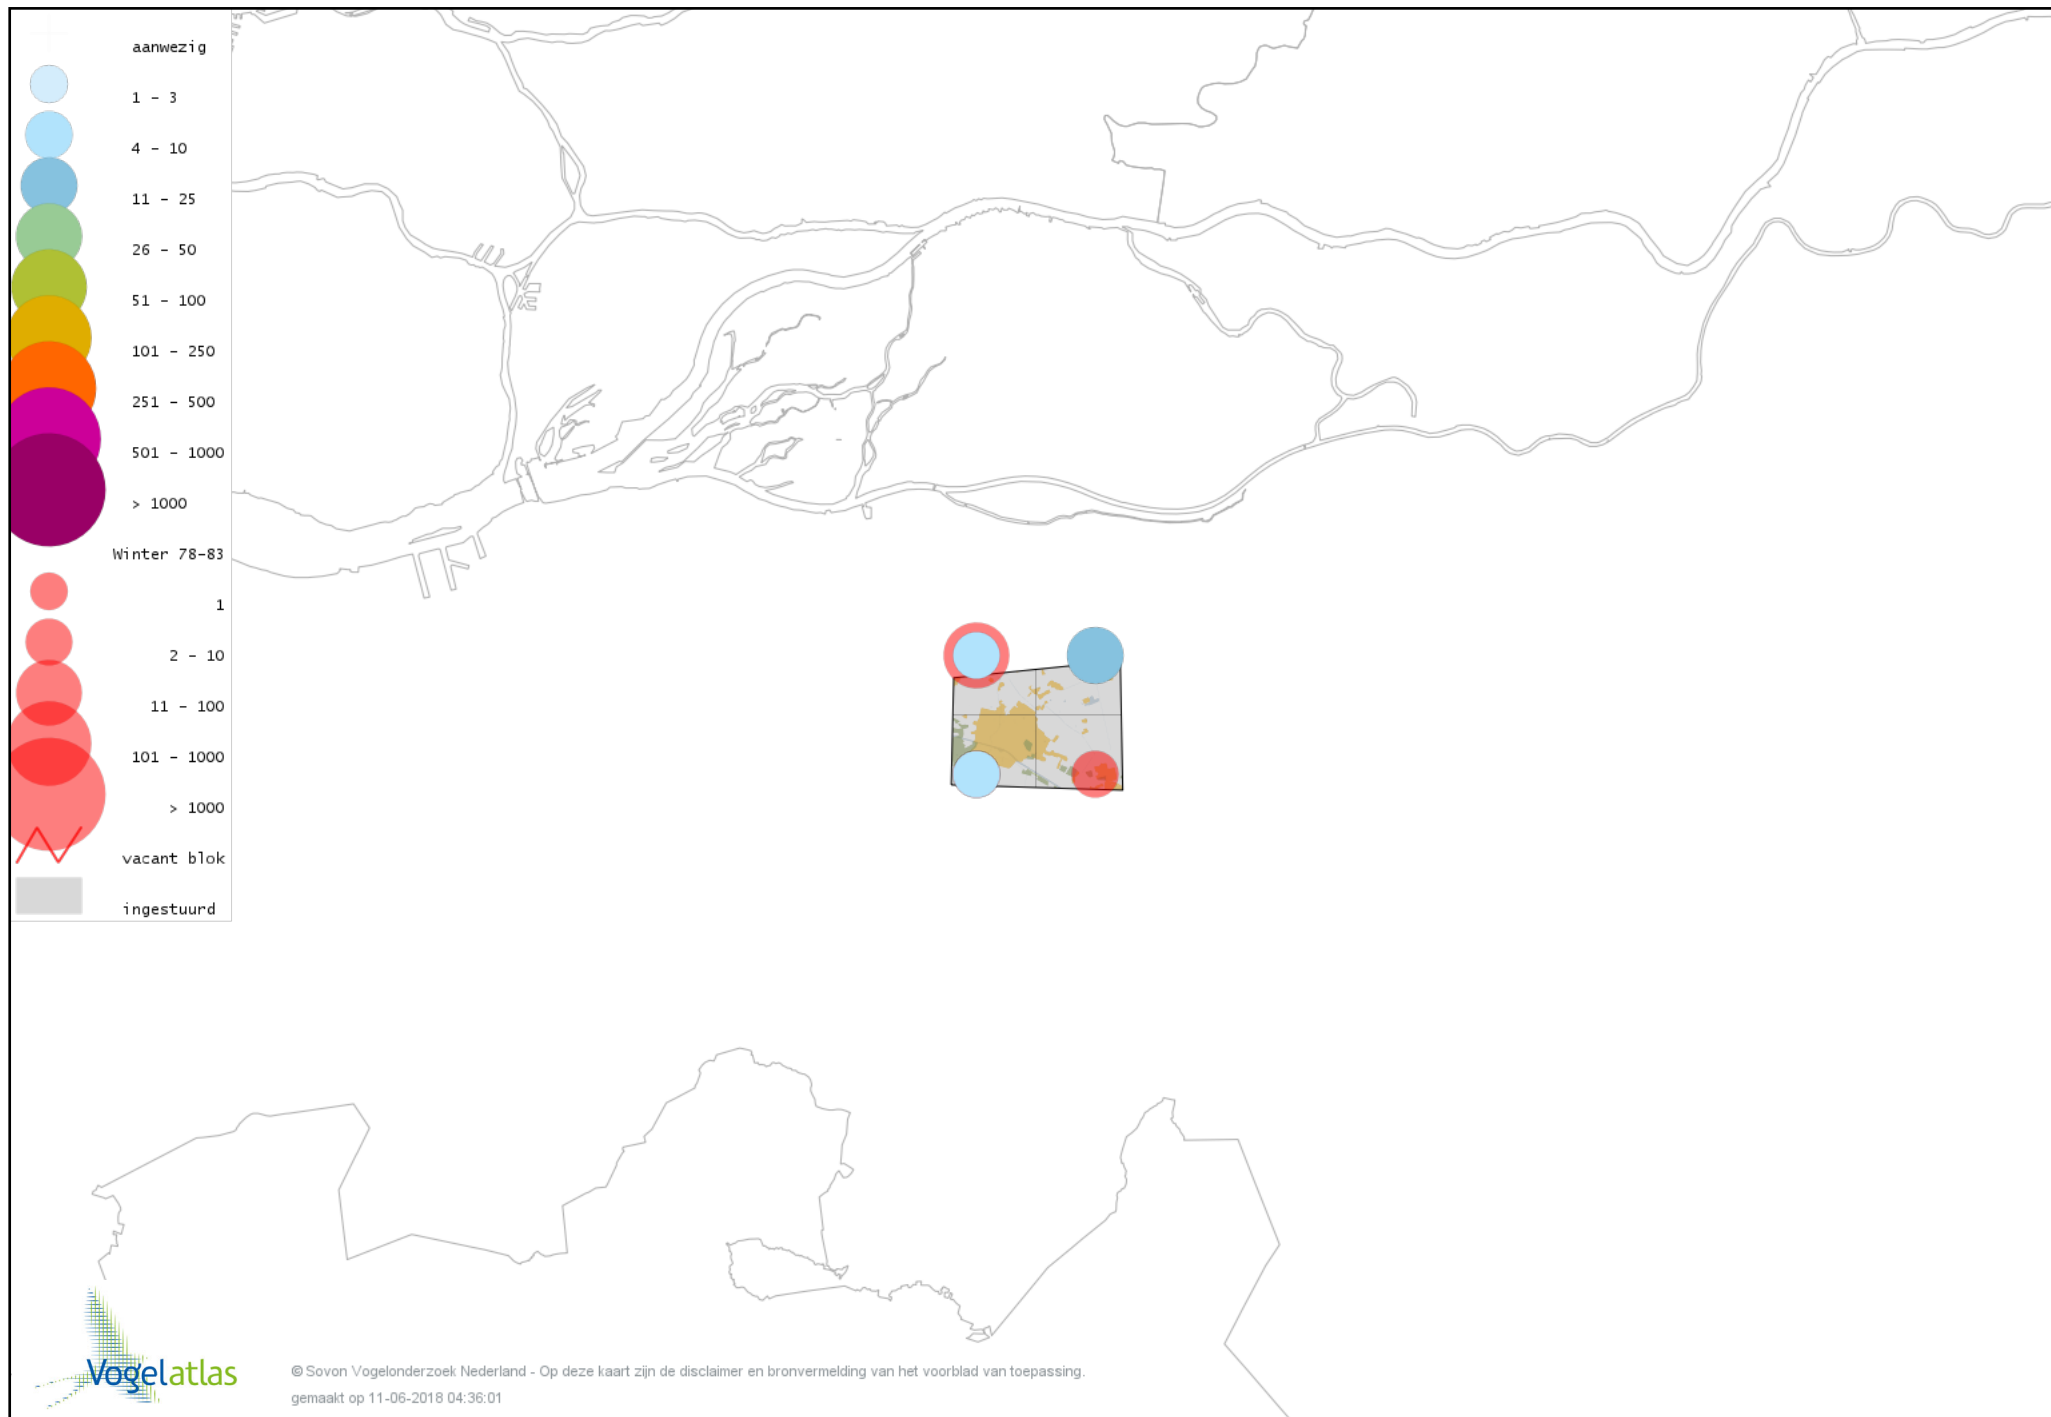 aanwezig
1 - 3
4 - 10
11 - 25
26 - 50
51 - 100
101 - 250
251 - 500
501 - 1000
> 1000
Winter 78-83
1
2 - 10
11 - 100
101 - 1000
> 1000
vacant blok
ingestuurd
Vogelatlas
© Sovon Vogelonderzoek Nederland - Op deze kaart zijn de disclaimer en bronvermelding van het voorblad van toepassing.
gemaakt op 11-06-2018 04:36:01